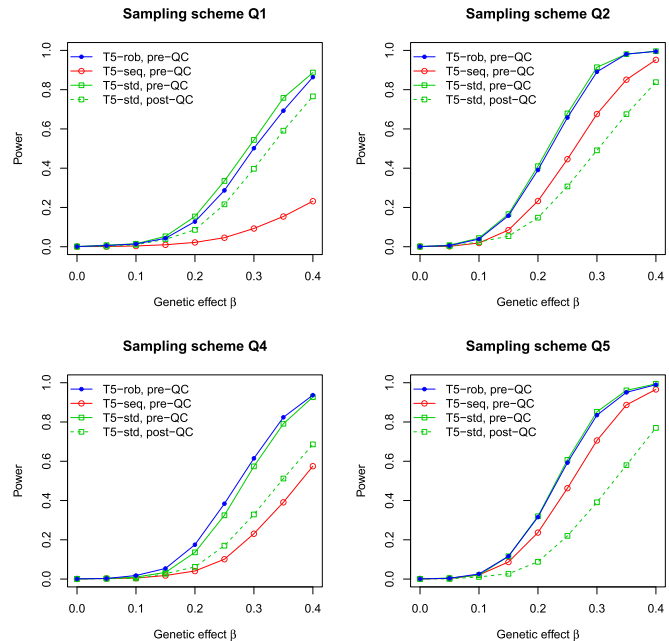 Sampling scheme Q1
T5−rob, pre−QC
T5−seq, pre−QC
T5−std, pre−QC
T5−std, post−QC
Power
1.0
0.8
0.6
0.4
0.2
0.0
0.0 0.1 0.2 0.3 0.4
Genetic effect β
Sampling scheme Q2
T5−rob, pre−QC
T5−seq, pre−QC
T5−std, pre−QC
T5−std, post−QC
Power
1.0
0.8
0.6
0.4
0.2
0.0
0.0 0.1 0.2 0.3 0.4
Genetic effect β
Sampling scheme Q4
T5−rob, pre−QC
T5−seq, pre−QC
T5−std, pre−QC
T5−std, post−QC
Power
1.0
0.8
0.6
0.4
0.2
0.0
0.0 0.1 0.2 0.3 0.4
Genetic effect β
Sampling scheme Q5
T5−rob, pre−QC
T5−seq, pre−QC
T5−std, pre−QC
T5−std, post−QC
Power
1.0
0.8
0.6
0.4
0.2
0.0
0.0 0.1 0.2 0.3 0.4
Genetic effect β